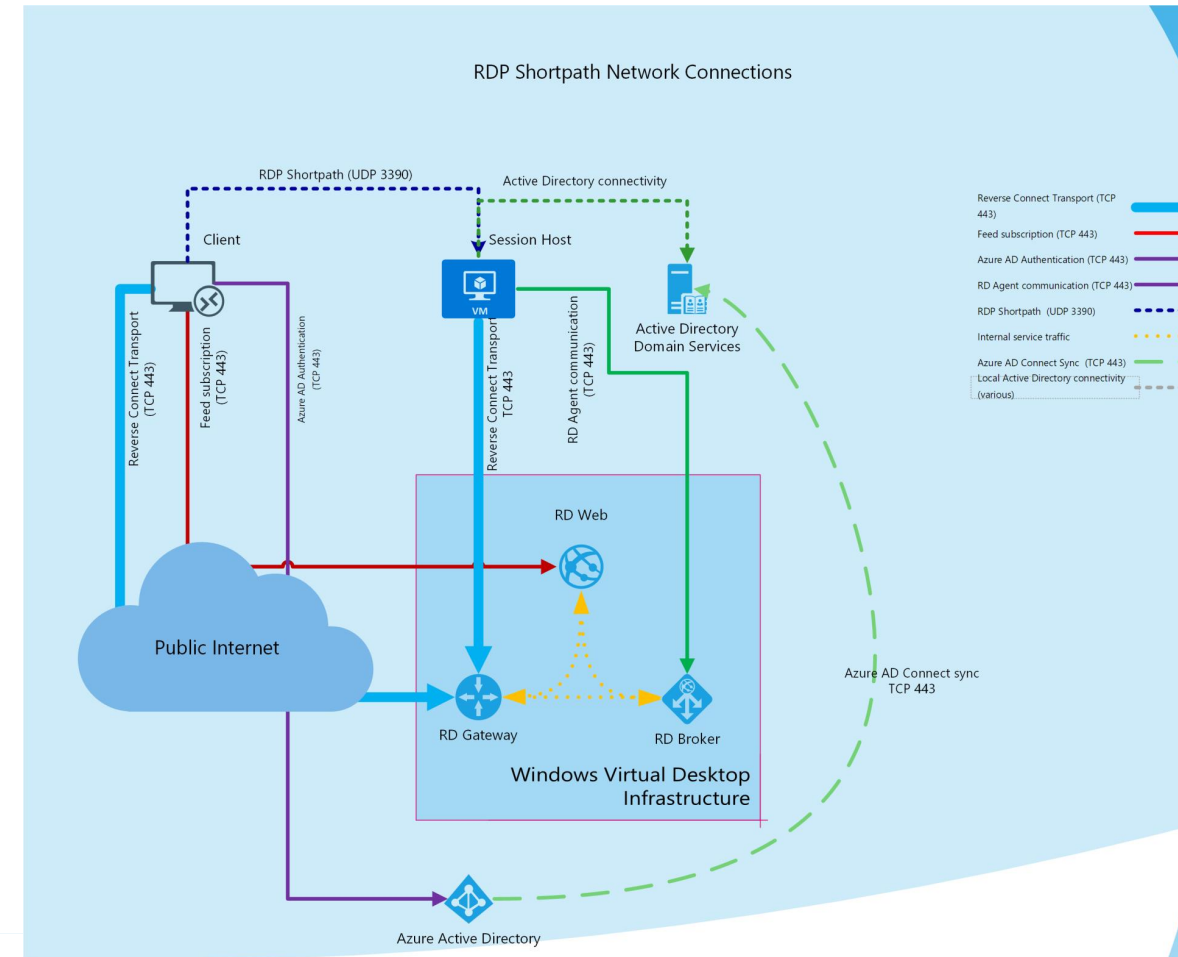 RDP Shortpath Network Connections
RDP Shortpath (UDP 3390)
Active Directory connectivity
Client
Session Host
VM
Active Directory
Domain Services
Reverse Connect Transport
(TCP 443)
Feed subscription
(TCP 443)
Azure AD Authentication
(TCP 443)
Reverse Connect Transport
TCP 443
RD Agent communication
(TCP 443)
Reverse Connect Transport (TCP
443)
Feed subscription (TCP 443)
Azure AD Authentication (TCP 443)
RD Agent communication (TCP 443)
RDP Shortpath (UDP 3390)
Internal service traffic
Azure AD Connect Sync (TCP 443)
Local Active Directory connectivity
(various)
RD Web
Public Internet
RD Gateway
RD Broker
Windows Virtual Desktop
Infrastructure
Azure AD Connect sync
TCP 443
Azure Active Directory